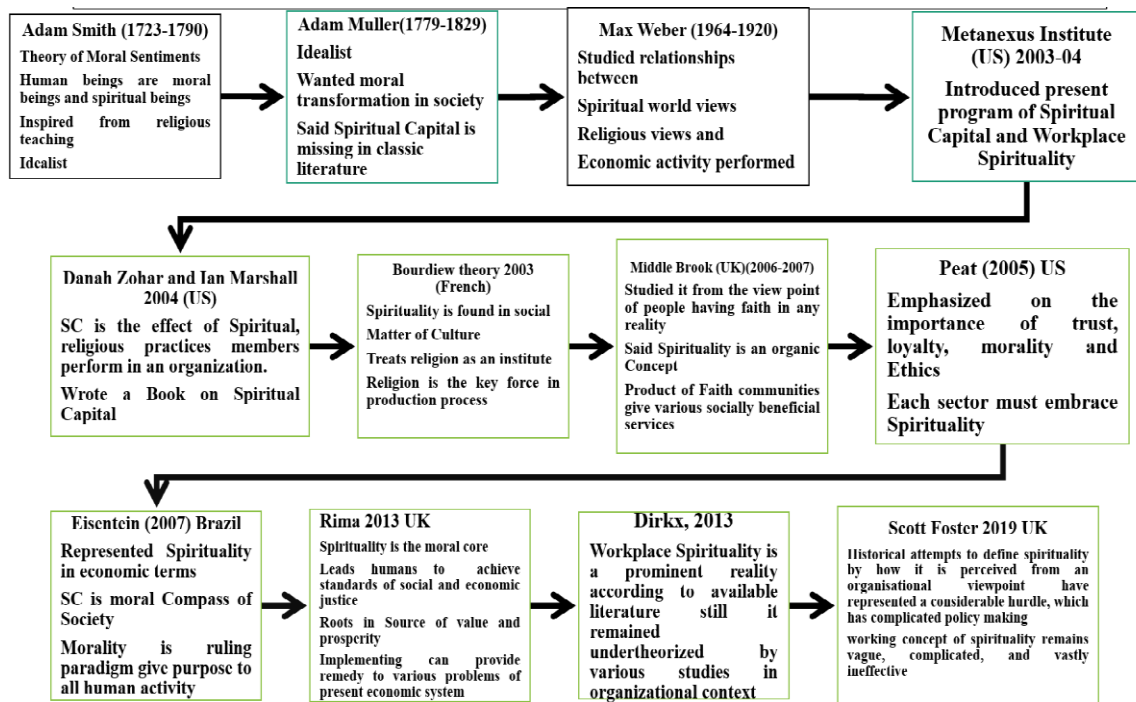 Adam Smith (1723-1790)
Theory of Moral Sentiments
Human beings are moral
beings and spiritual beings
Inspired from religious
teaching
Idealist
Adam Muller(1779-1829)
Idealist
Wanted moral
transformation in society
Said Spiritual Capital is
missing in classic
literature
Max Weber (1964-1920)
Studied relationships
between
Spiritual world views
Religious views and
Economic activity performed
Metanexus Institute
(US) 2003-04
Introduced present
program of Spiritual
Capital and Workplace
Spirituality
Danah Zohar and Ian Marshall
2004 (US)
SC is the effect of Spiritual,
religious practices members
perform in an organization.
Wrote a Book on Spiritual
Capital
Bourdiew theory 2003
(French)
Spirituality is found in social
Matter of Culture
Treats religion as an institute
Religion is the key force in
production process
Middle Brook (UK)(2006-2007)
Studied it from the view point
of people having faith in any
reality
Said Spirituality is an organic
Concept
Product of Faith communities
give various socially beneficial
services
Peat (2005) US
Emphasized on the
importance of trust,
loyalty, morality and
Ethics
Each sector must embrace
Spirituality
Eisentein (2007) Brazil
Represented Spirituality
in economic terms
SC is moral Compass of
Society
Morality is ruling
paradigm give purpose to
all human activity
Rima 2013 UK
Spirituality is the moral core
Leads humans to achieve
standards of social and economic
justice
Roots in Source of value and
prosperity
Implementing can provide
remedy to various problems of
present economic system
Dirkx, 2013
Workplace Spirituality is
a prominent reality
according to available
literature still it
remained
undertheorized by
various studies in
organizational context
Scott Foster 2019 UK
Historical attempts to define spirituality
by how it is perceived from an
organisational viewpoint have
represented a considerable hurdle, which
has complicated policy making
working concept of spirituality remains
vague, complicated, and vastly
ineffective